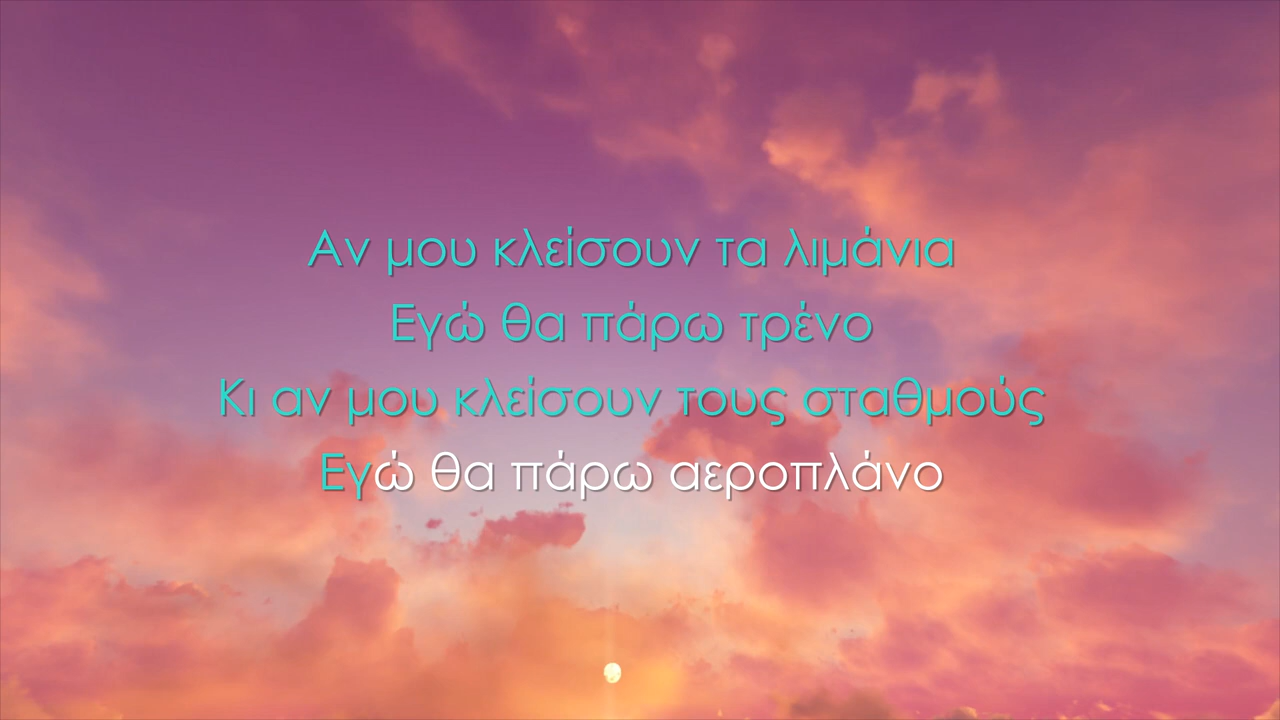 Αν μου κλείσουν τα λιμάνια
Εγώ θα πάρω τρένο
Κι αν μου κλείσουν τους σταθμούς
Εγώ θα πάρω αεροπλάνο